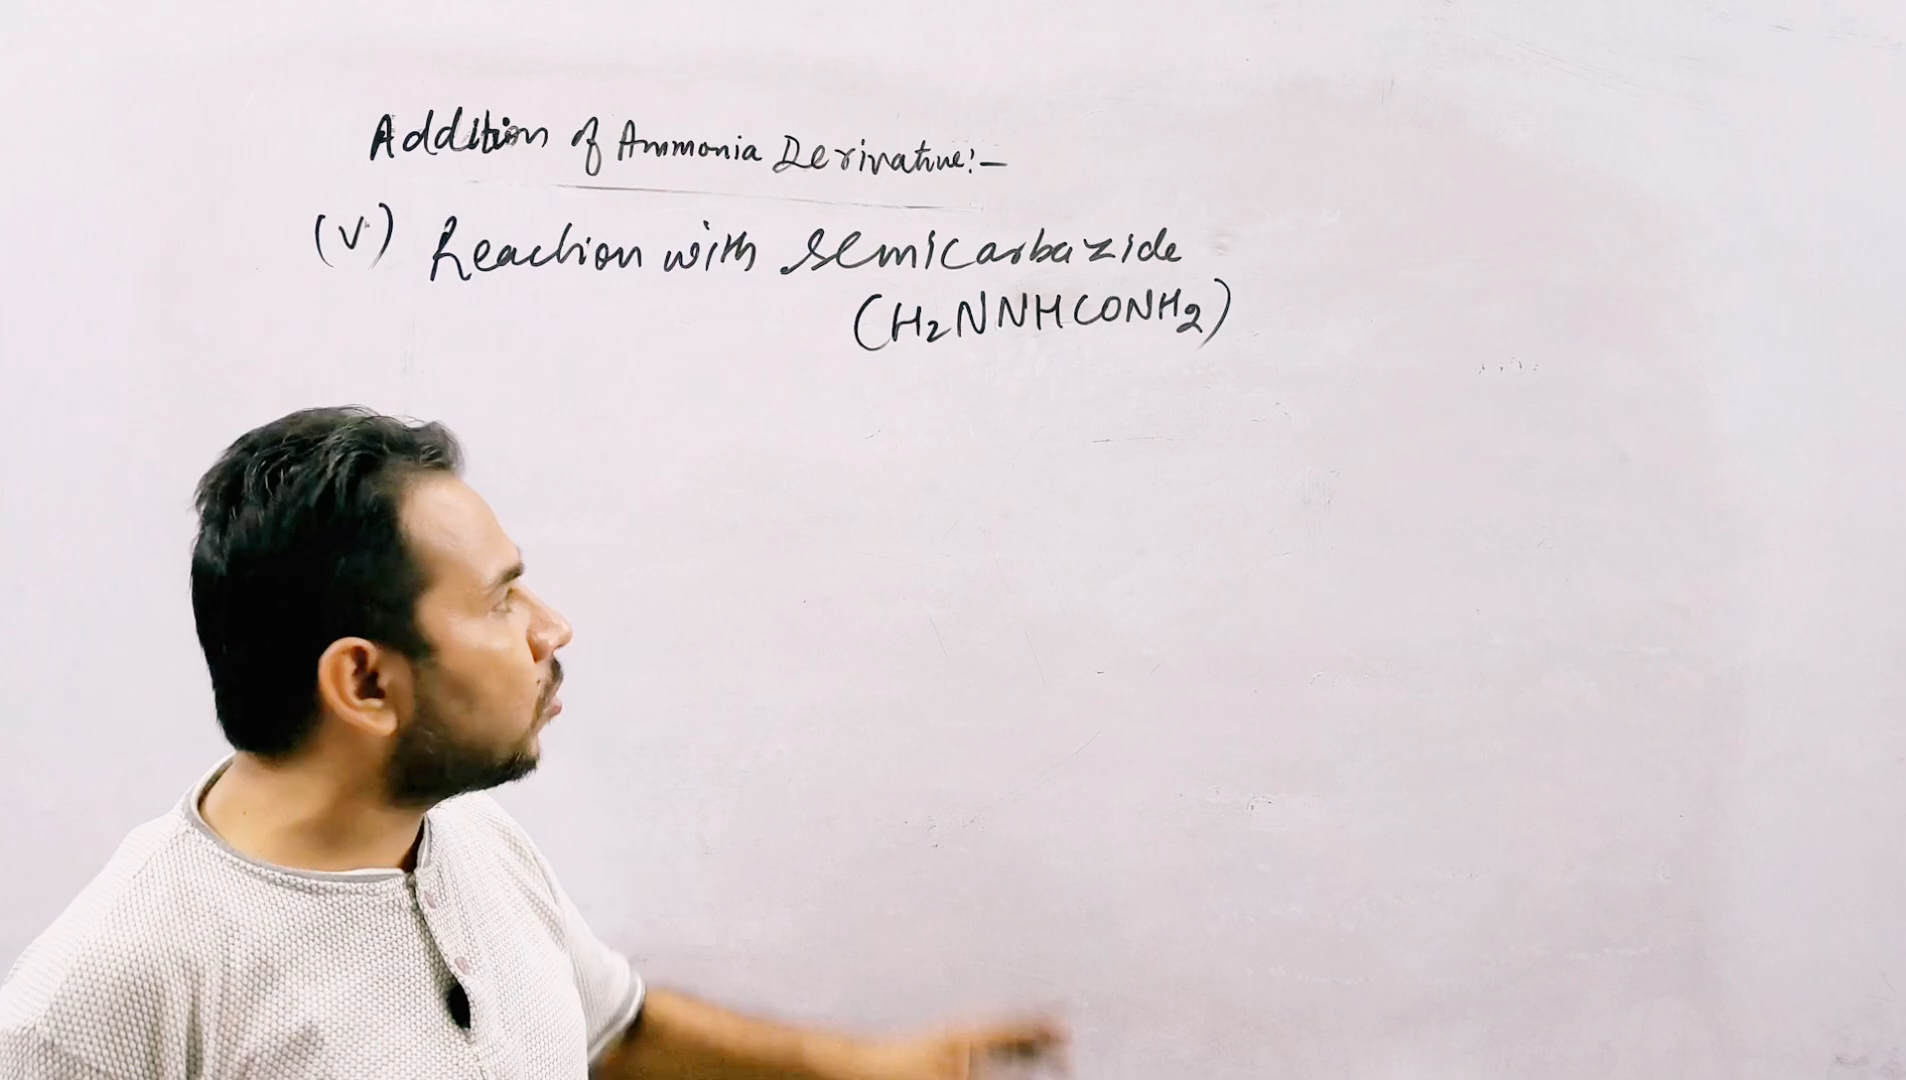 Addition of Ammonia Derivative:-
(V) Reaction with Semicarbazide
(H₂NNHCONH₂)